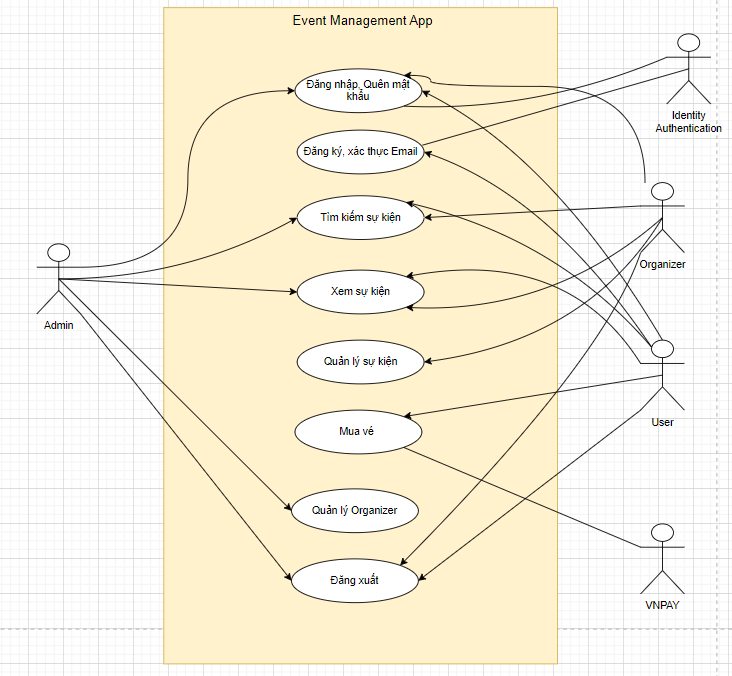 Event Management App
Đăng nhập, Quên mật
khẩu
Identity
Authentication
Đăng ký, xác thực Email
Tìm kiếm sự kiện
Organizer
Xem sự kiện
Admin
Quản lý sự kiện
User
Mua vé
Quản lý Organizer
Đăng xuất
VNPAY